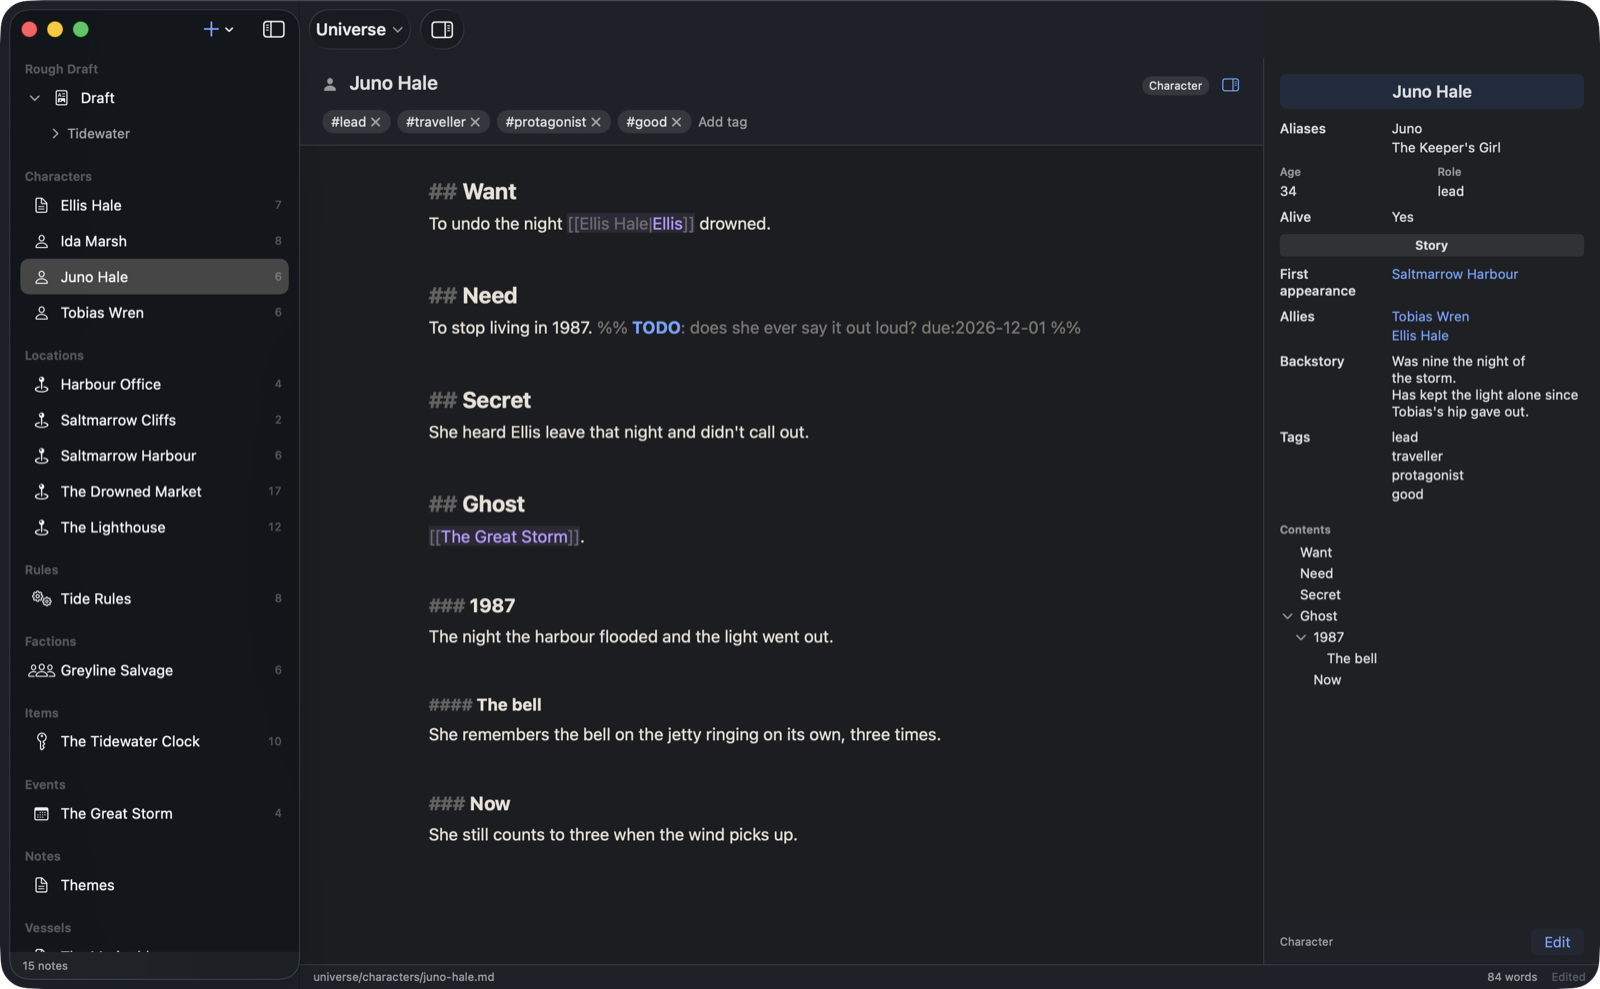 Universe
Rough Draft
Draft
Tidewater
Characters
Ellis Hale 7
Ida Marsh 8
Juno Hale 6
Tobias Wren 6
Locations
Harbour Office 4
Saltmarrow Cliffs 2
Saltmarrow Harbour 6
The Drowned Market 17
The Lighthouse 12
Rules
Tide Rules 8
Factions
Greyline Salvage 6
Items
The Tidewater Clock 10
Events
The Great Storm 4
Notes
Themes
Vessels
15 notes
Juno Hale
Character
#lead #traveller #protagonist #good Add tag
## Want
To undo the night [[Ellis Hale|Ellis]] drowned.
## Need
To stop living in 1987. %% TODO: does she ever say it out loud? due:2026-12-01 %%
## Secret
She heard Ellis leave that night and didn't call out.
## Ghost
[[The Great Storm]].
### 1987
The night the harbour flooded and the light went out.
#### The bell
She remembers the bell on the jetty ringing on its own, three times.
### Now
She still counts to three when the wind picks up.
universe/characters/juno-hale.md
Juno Hale
Aliases Juno
The Keeper's Girl
Age Role
34 lead
Alive Yes
Story
First Saltmarrow Harbour
appearance
Allies Tobias Wren
Ellis Hale
Backstory Was nine the night of
the storm.
Has kept the light alone since
Tobias's hip gave out.
Tags lead
traveller
protagonist
good
Contents
Want
Need
Secret
Ghost
1987
The bell
Now
Character Edit
84 words Edited